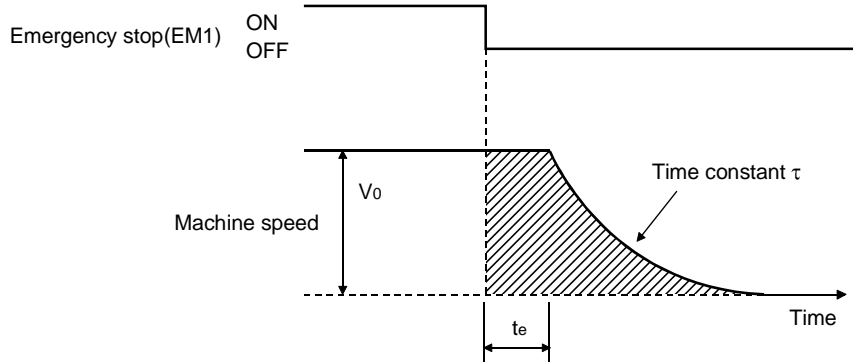 ON
Emergency stop(EM1)
OFF
Time constant τ
V0
Machine speed
Time
te